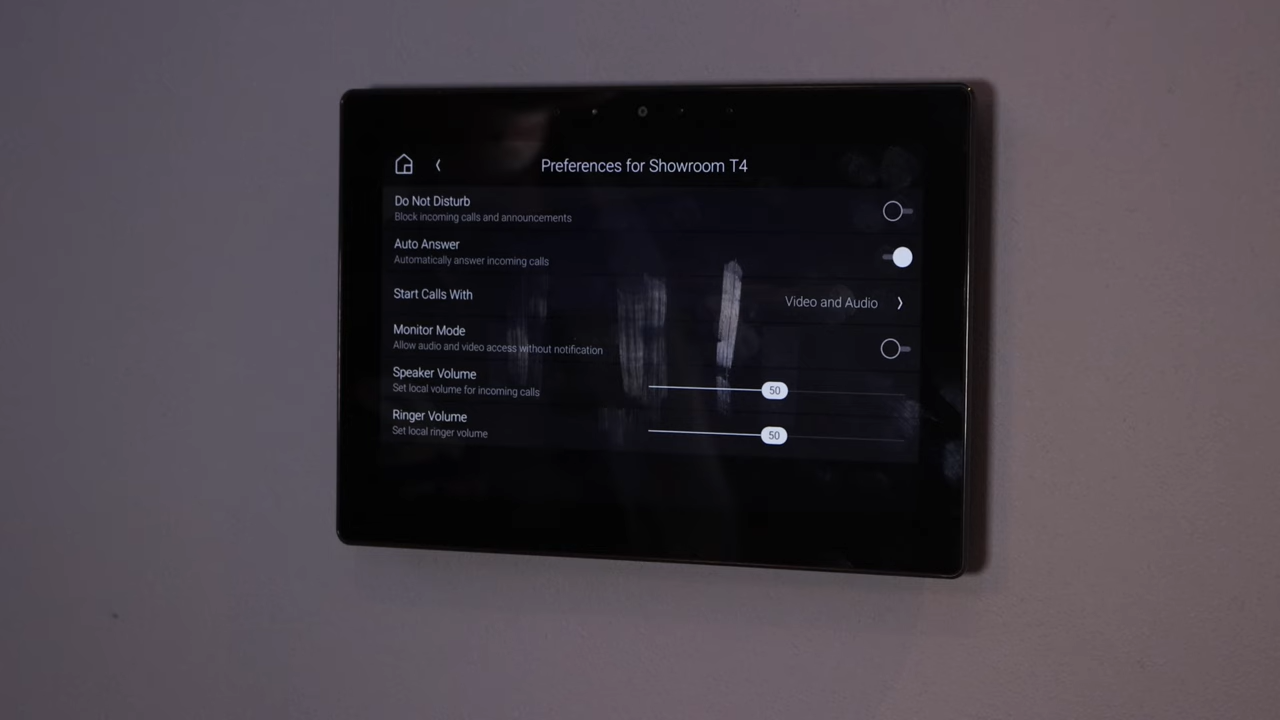 Preferences for Showroom T4
Do Not Disturb
Block incoming calls and announcements
Auto Answer
Automatically answer incoming calls
Start Calls With
Video and Audio
Monitor Mode
Allow audio and video access without notification
Speaker Volume
Set local volume for incoming calls
50
Ringer Volume
Set local ringer volume
50